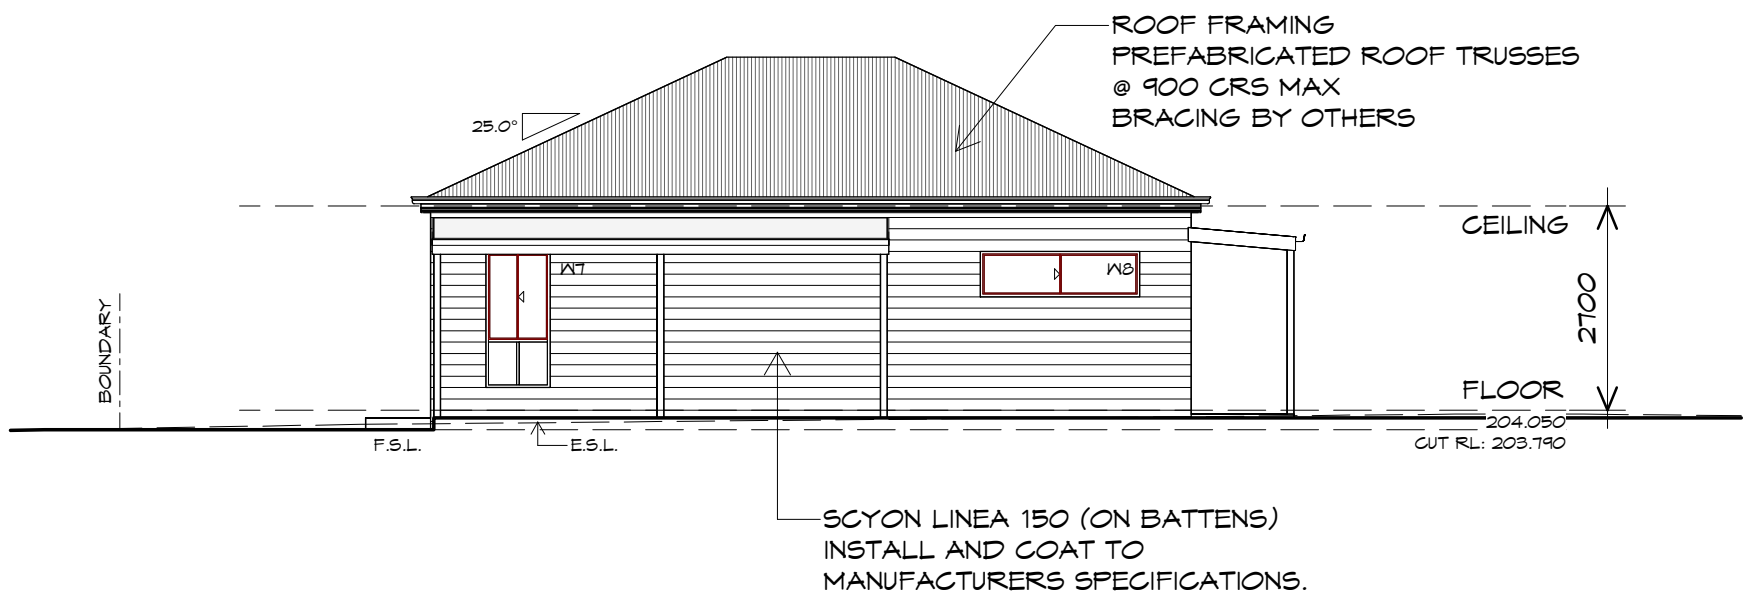 ROOF FRAMING
PREFABRICATED ROOF TRUSSES
@ 900 CRS MAX
BRACING BY OTHERS
25.0°
CEILING
W7
W8
2700
BOUNDARY
FLOOR
204.050
CUT RL: 203.790
F.S.L.
E.S.L.
SCYON LINEA 150 (ON BATTENS)
INSTALL AND COAT TO
MANUFACTURERS SPECIFICATIONS.